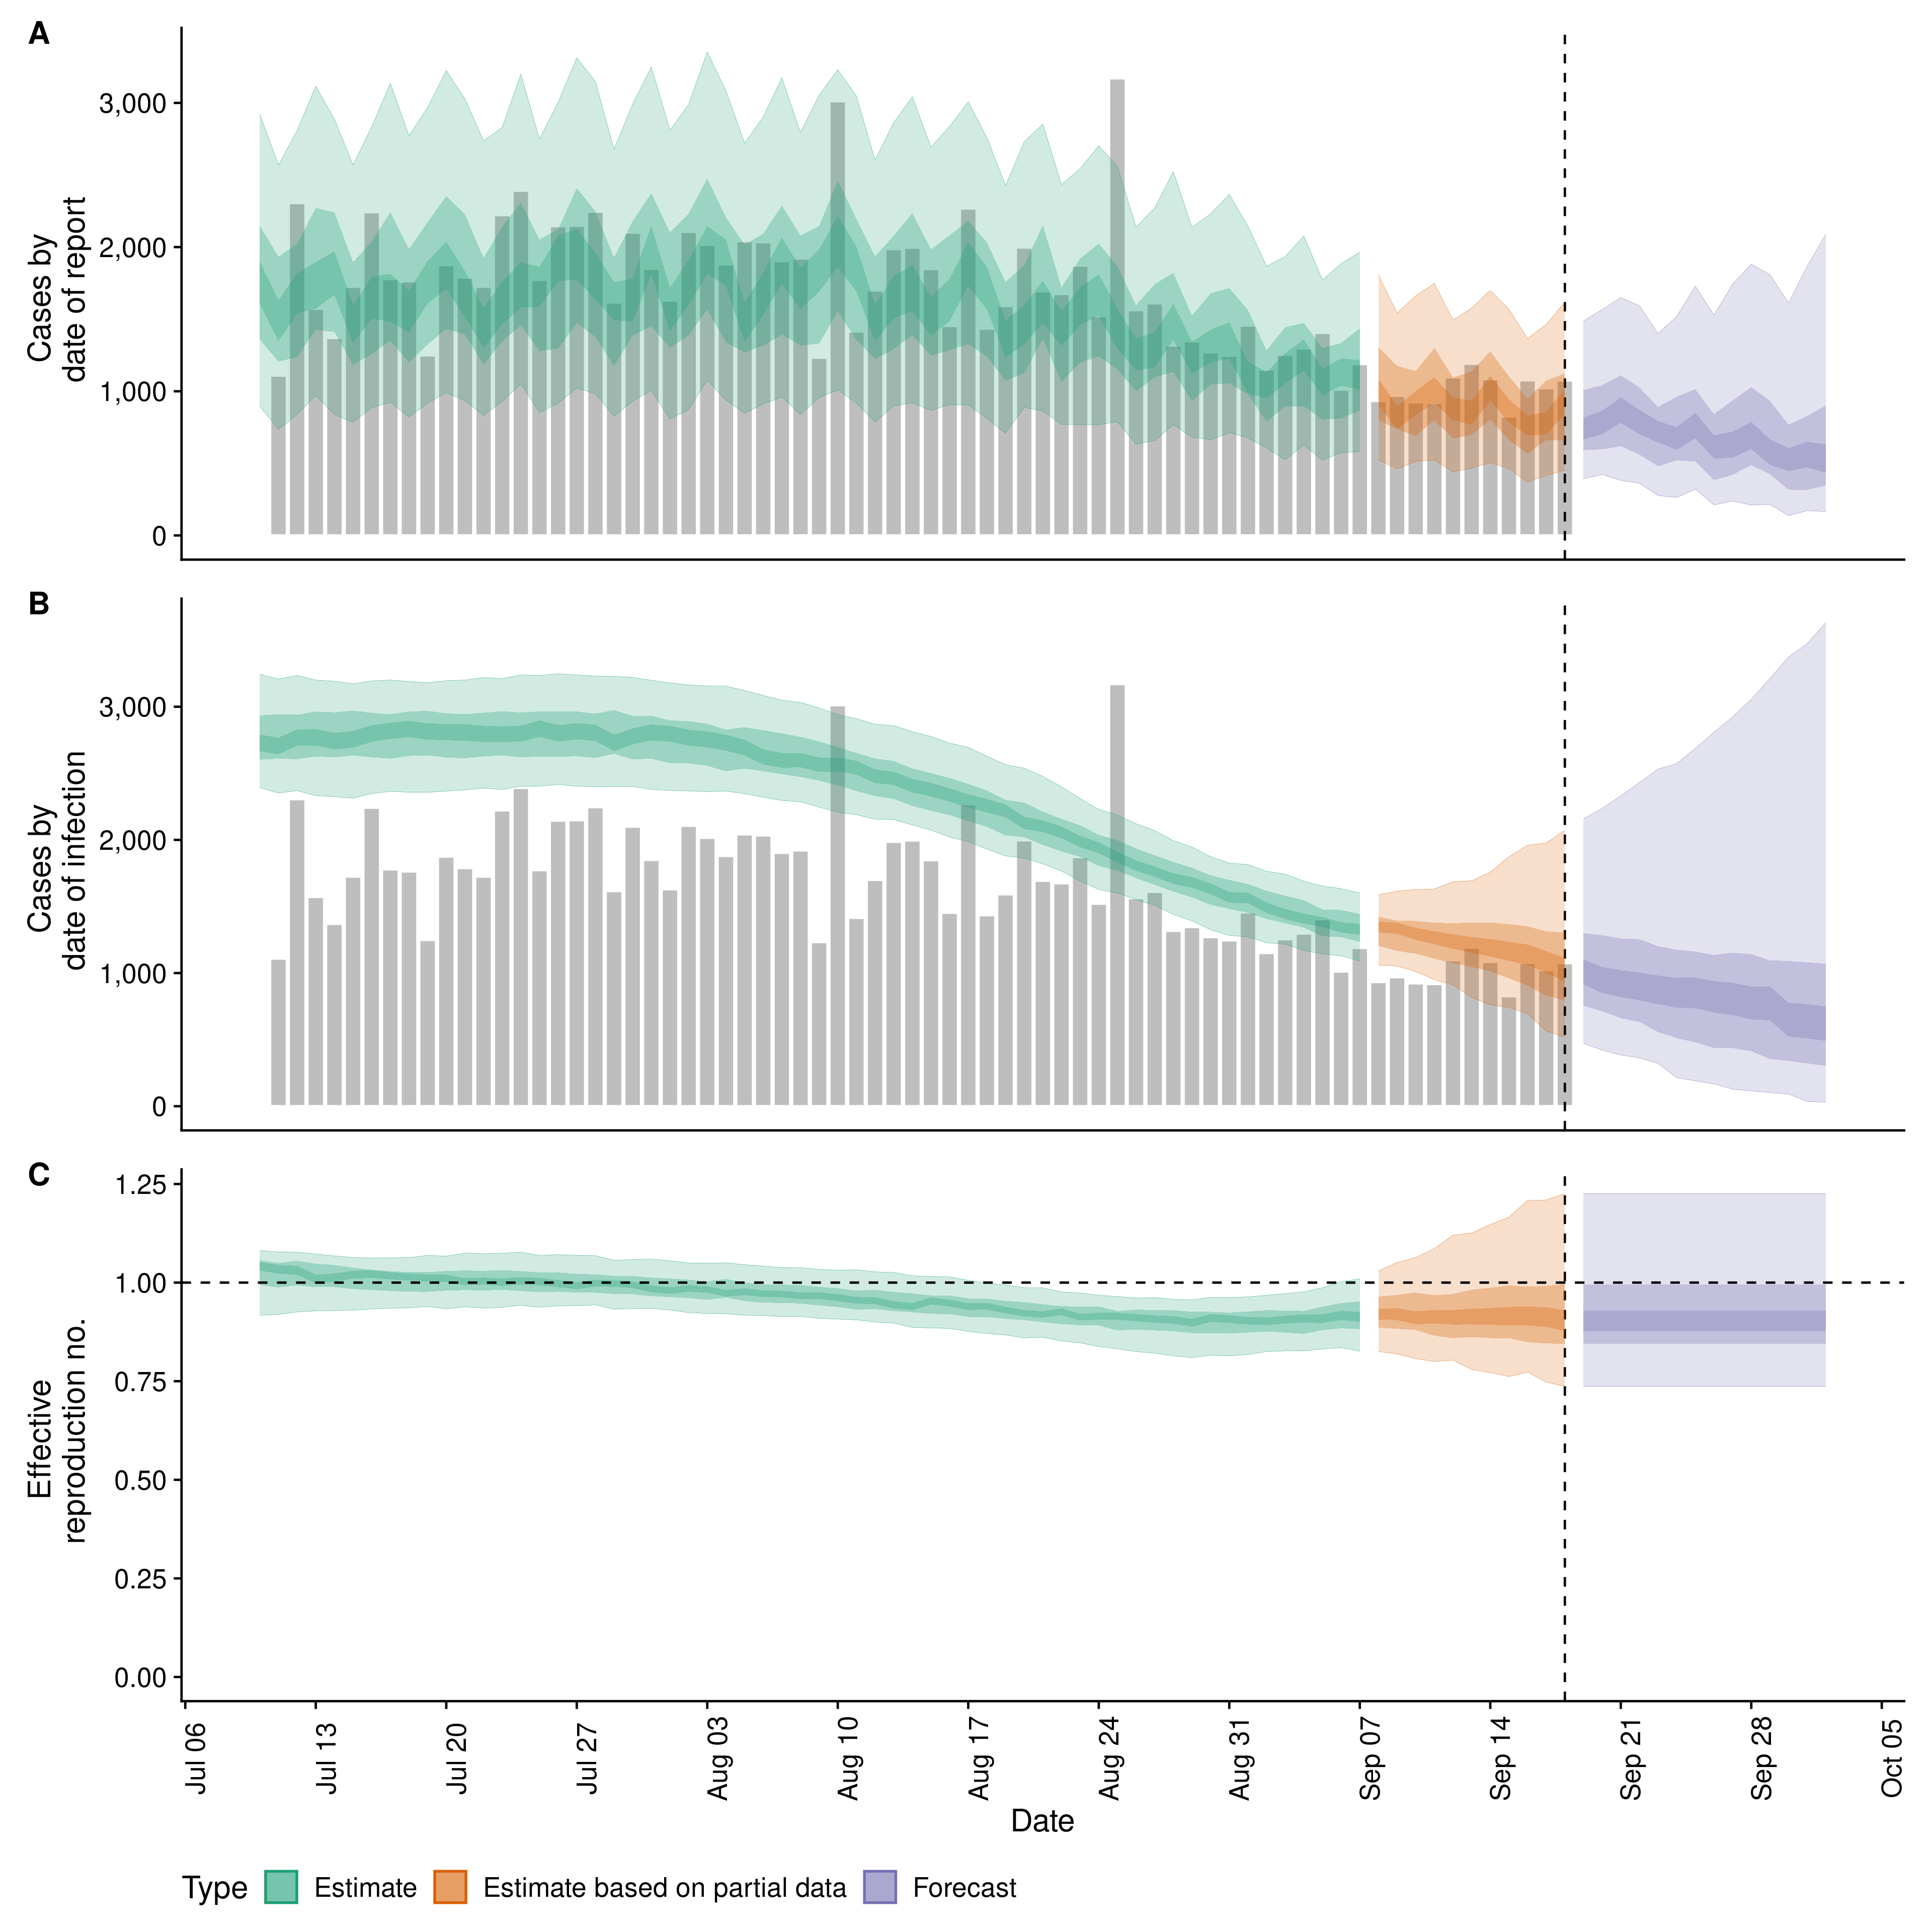 A
Cases by
date of report
3,000
2,000
1,000
0
B
Cases by
date of infection
3,000
2,000
1,000
0
C
Effective
reproduction no.
1.25
1.00
0.75
0.50
0.25
0.00
Jul 06
Jul 13
Jul 20
Jul 27
Aug 03
Aug 10
Aug 17
Aug 24
Aug 31
Sep 07
Sep 14
Sep 21
Sep 28
Oct 05
Date
Type Estimate Estimate based on partial data Forecast